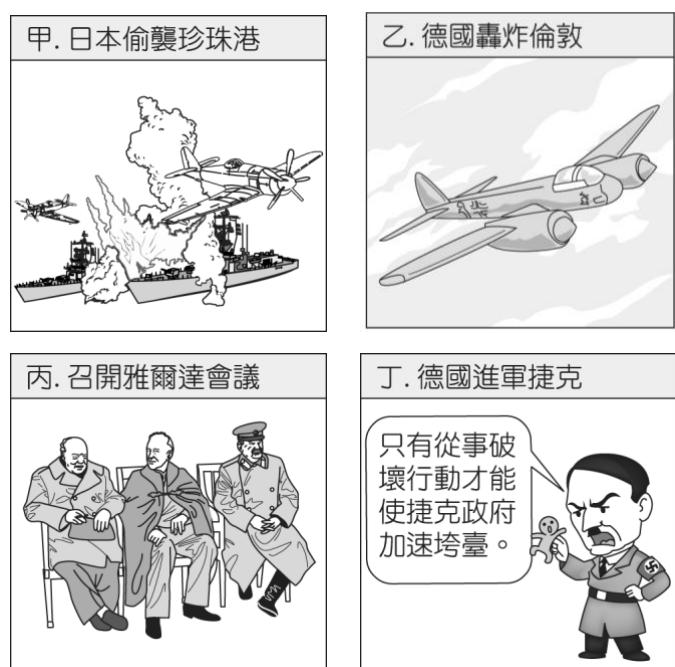 甲.日本偷襲珍珠港
乙.德國轟炸倫敦
丙.召開雅爾達會議
丁.德國進軍捷克
只有從事破
壞行動才能
使捷克政府
加速垮臺。